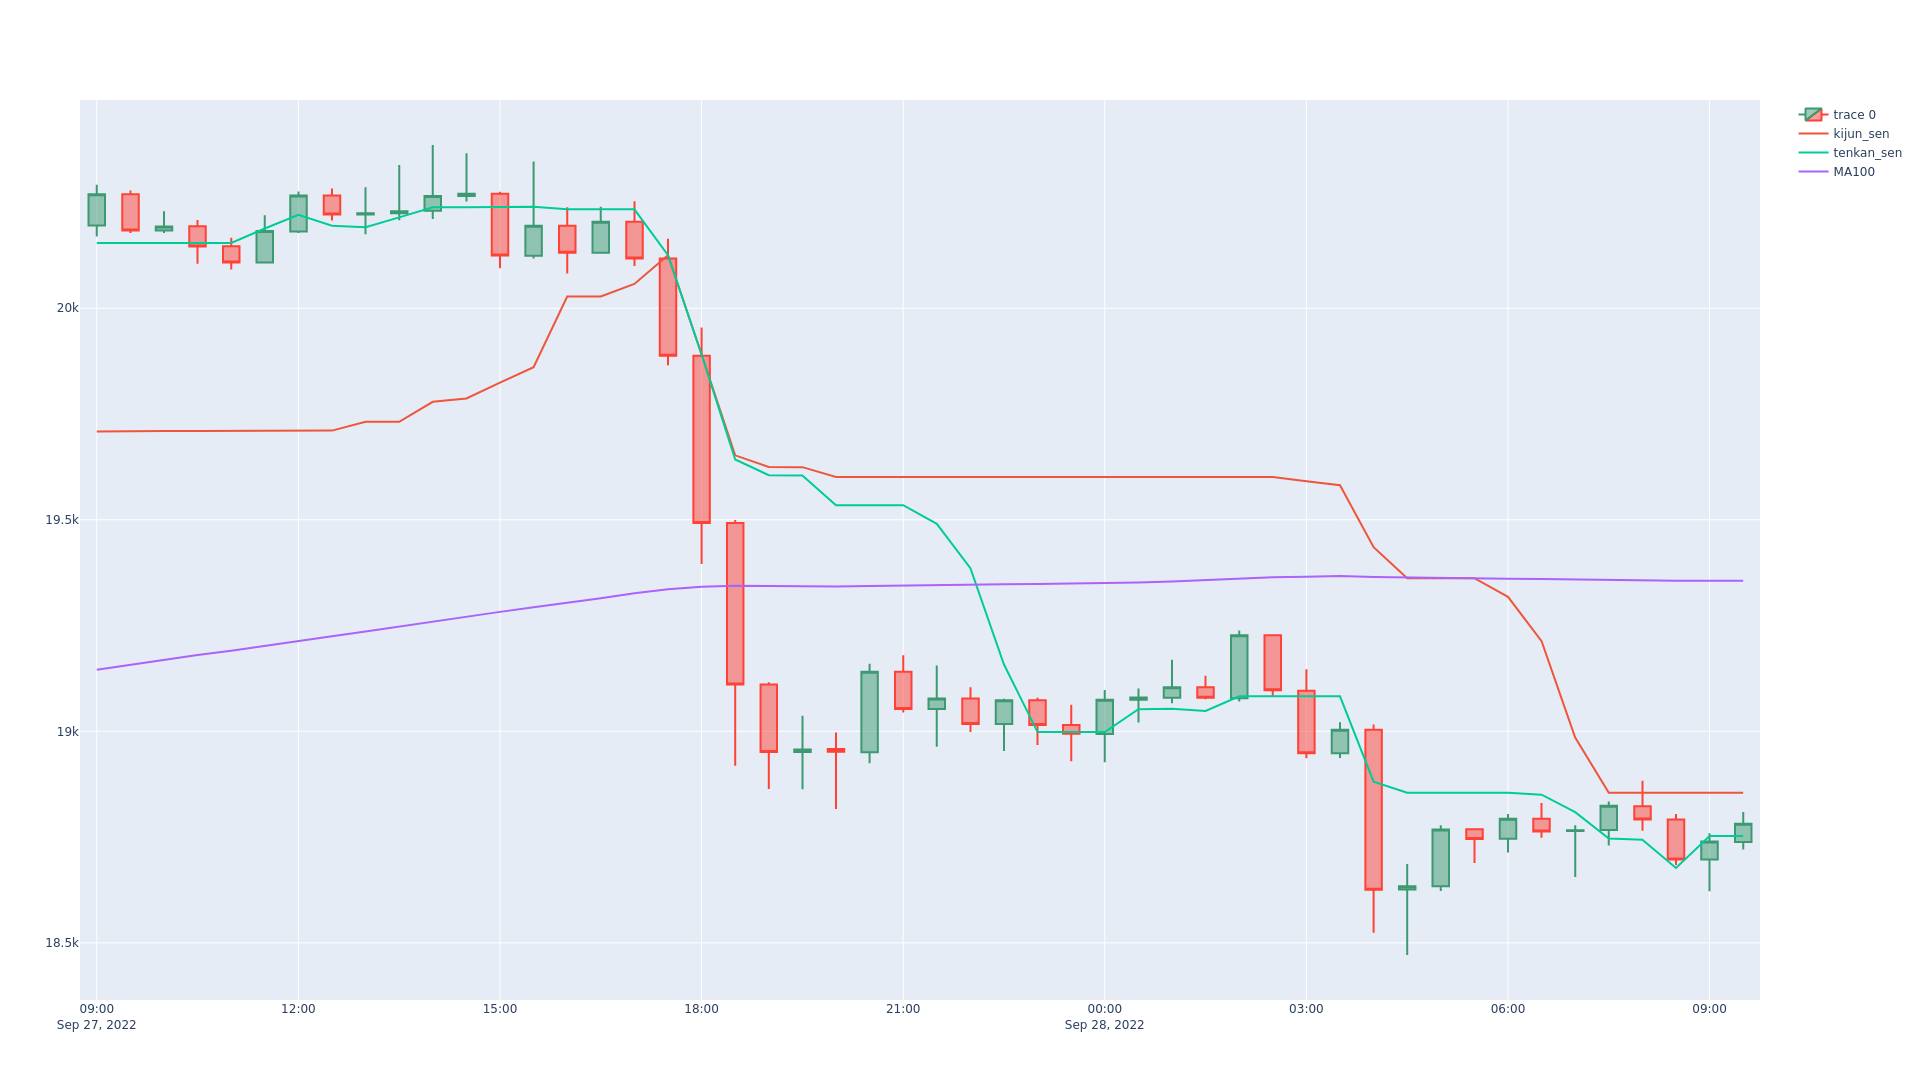 trace 0
kijun_sen
tenkan_sen
MA100
20k
19.5k
19k
18.5k
09:00 12:00 15:00 18:00 21:00 00:00 03:00 06:00 09:00
Sep 27, 2022 Sep 28, 2022